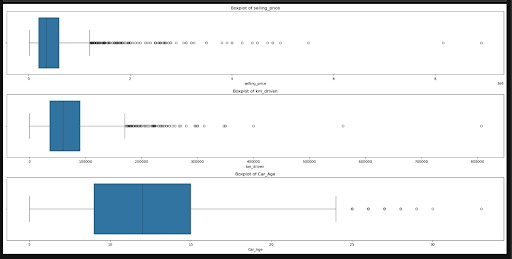 Boxplot of selling_price
0 2 4 6 8
1e6
selling_price
Boxplot of km_driven
0 100000 200000 300000 400000 500000 600000 700000 800000
km_driven
Boxplot of Car_Age
5 10 15 20 25 30
Car_Age